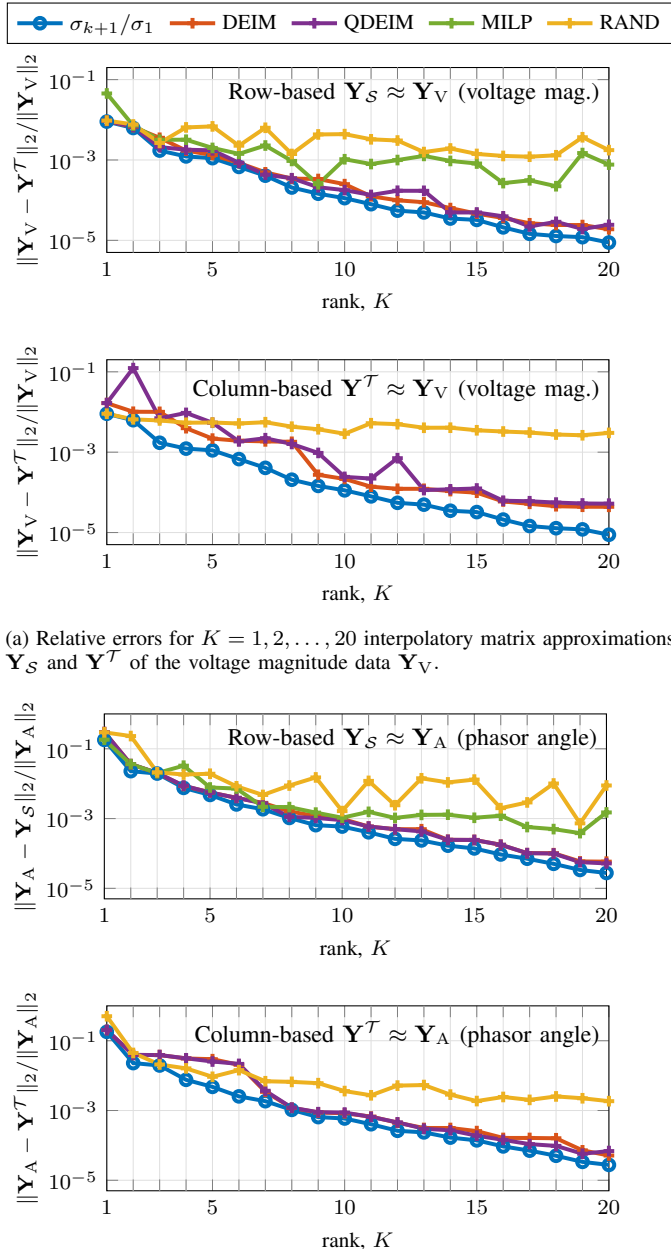 σ_{k+1}/σ_1 DEIM QDEIM MILP RAND
Row-based Y_S ≈ Y_V (voltage mag.)
‖Y_V − Y^T‖_2/‖Y_V‖_2
10^{−1}
10^{−3}
10^{−5}
1 5 10 15 20
rank, K
Column-based Y^T ≈ Y_V (voltage mag.)
‖Y_V − Y^T‖_2/‖Y_V‖_2
10^{−1}
10^{−3}
10^{−5}
1 5 10 15 20
rank, K
(a) Relative errors for K = 1, 2, . . . , 20 interpolatory matrix approximations
Y_S and Y^T of the voltage magnitude data Y_V.
Row-based Y_S ≈ Y_A (phasor angle)
‖Y_A − Y_S‖_2/‖Y_A‖_2
10^{−1}
10^{−3}
10^{−5}
1 5 10 15 20
rank, K
Column-based Y^T ≈ Y_A (phasor angle)
‖Y_A − Y^T‖_2/‖Y_A‖_2
10^{−1}
10^{−3}
10^{−5}
1 5 10 15 20
rank, K